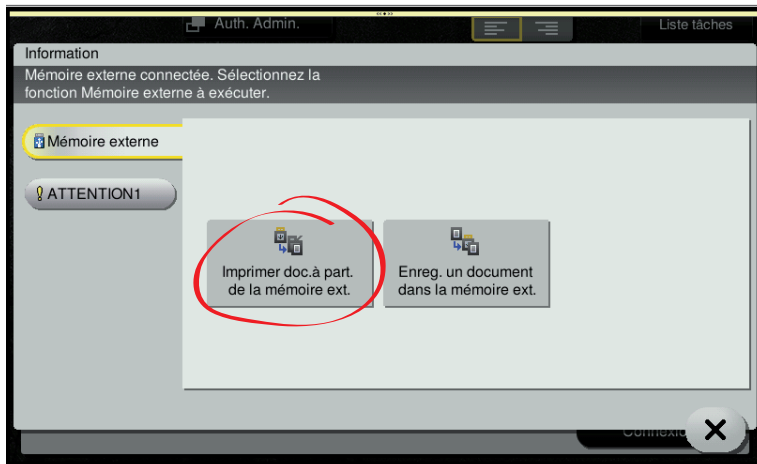 Auth. Admin.
Liste tâches
Information
Mémoire externe connectée. Sélectionnez la
fonction Mémoire externe à exécuter.
Mémoire externe
ATTENTION1
Imprimer doc.à part.
de la mémoire ext.
Enreg. un document
dans la mémoire ext.